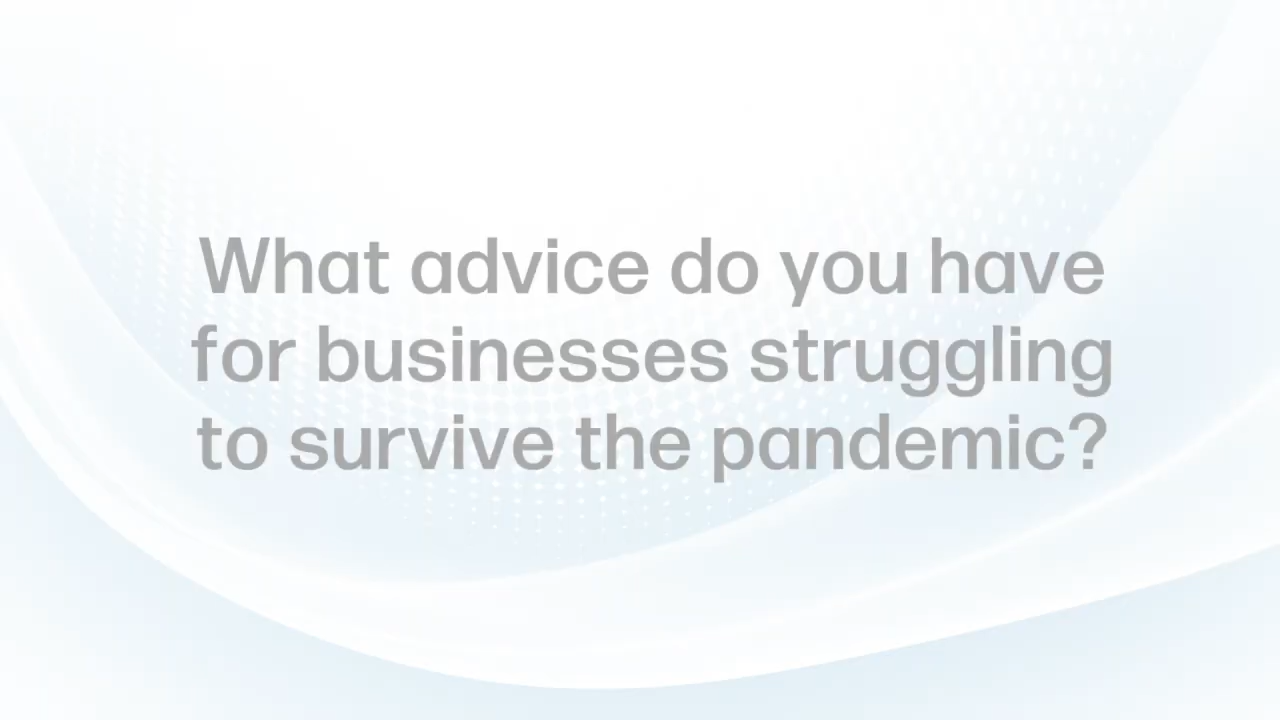 What advice do you have
for businesses struggling
to survive the pandemic?